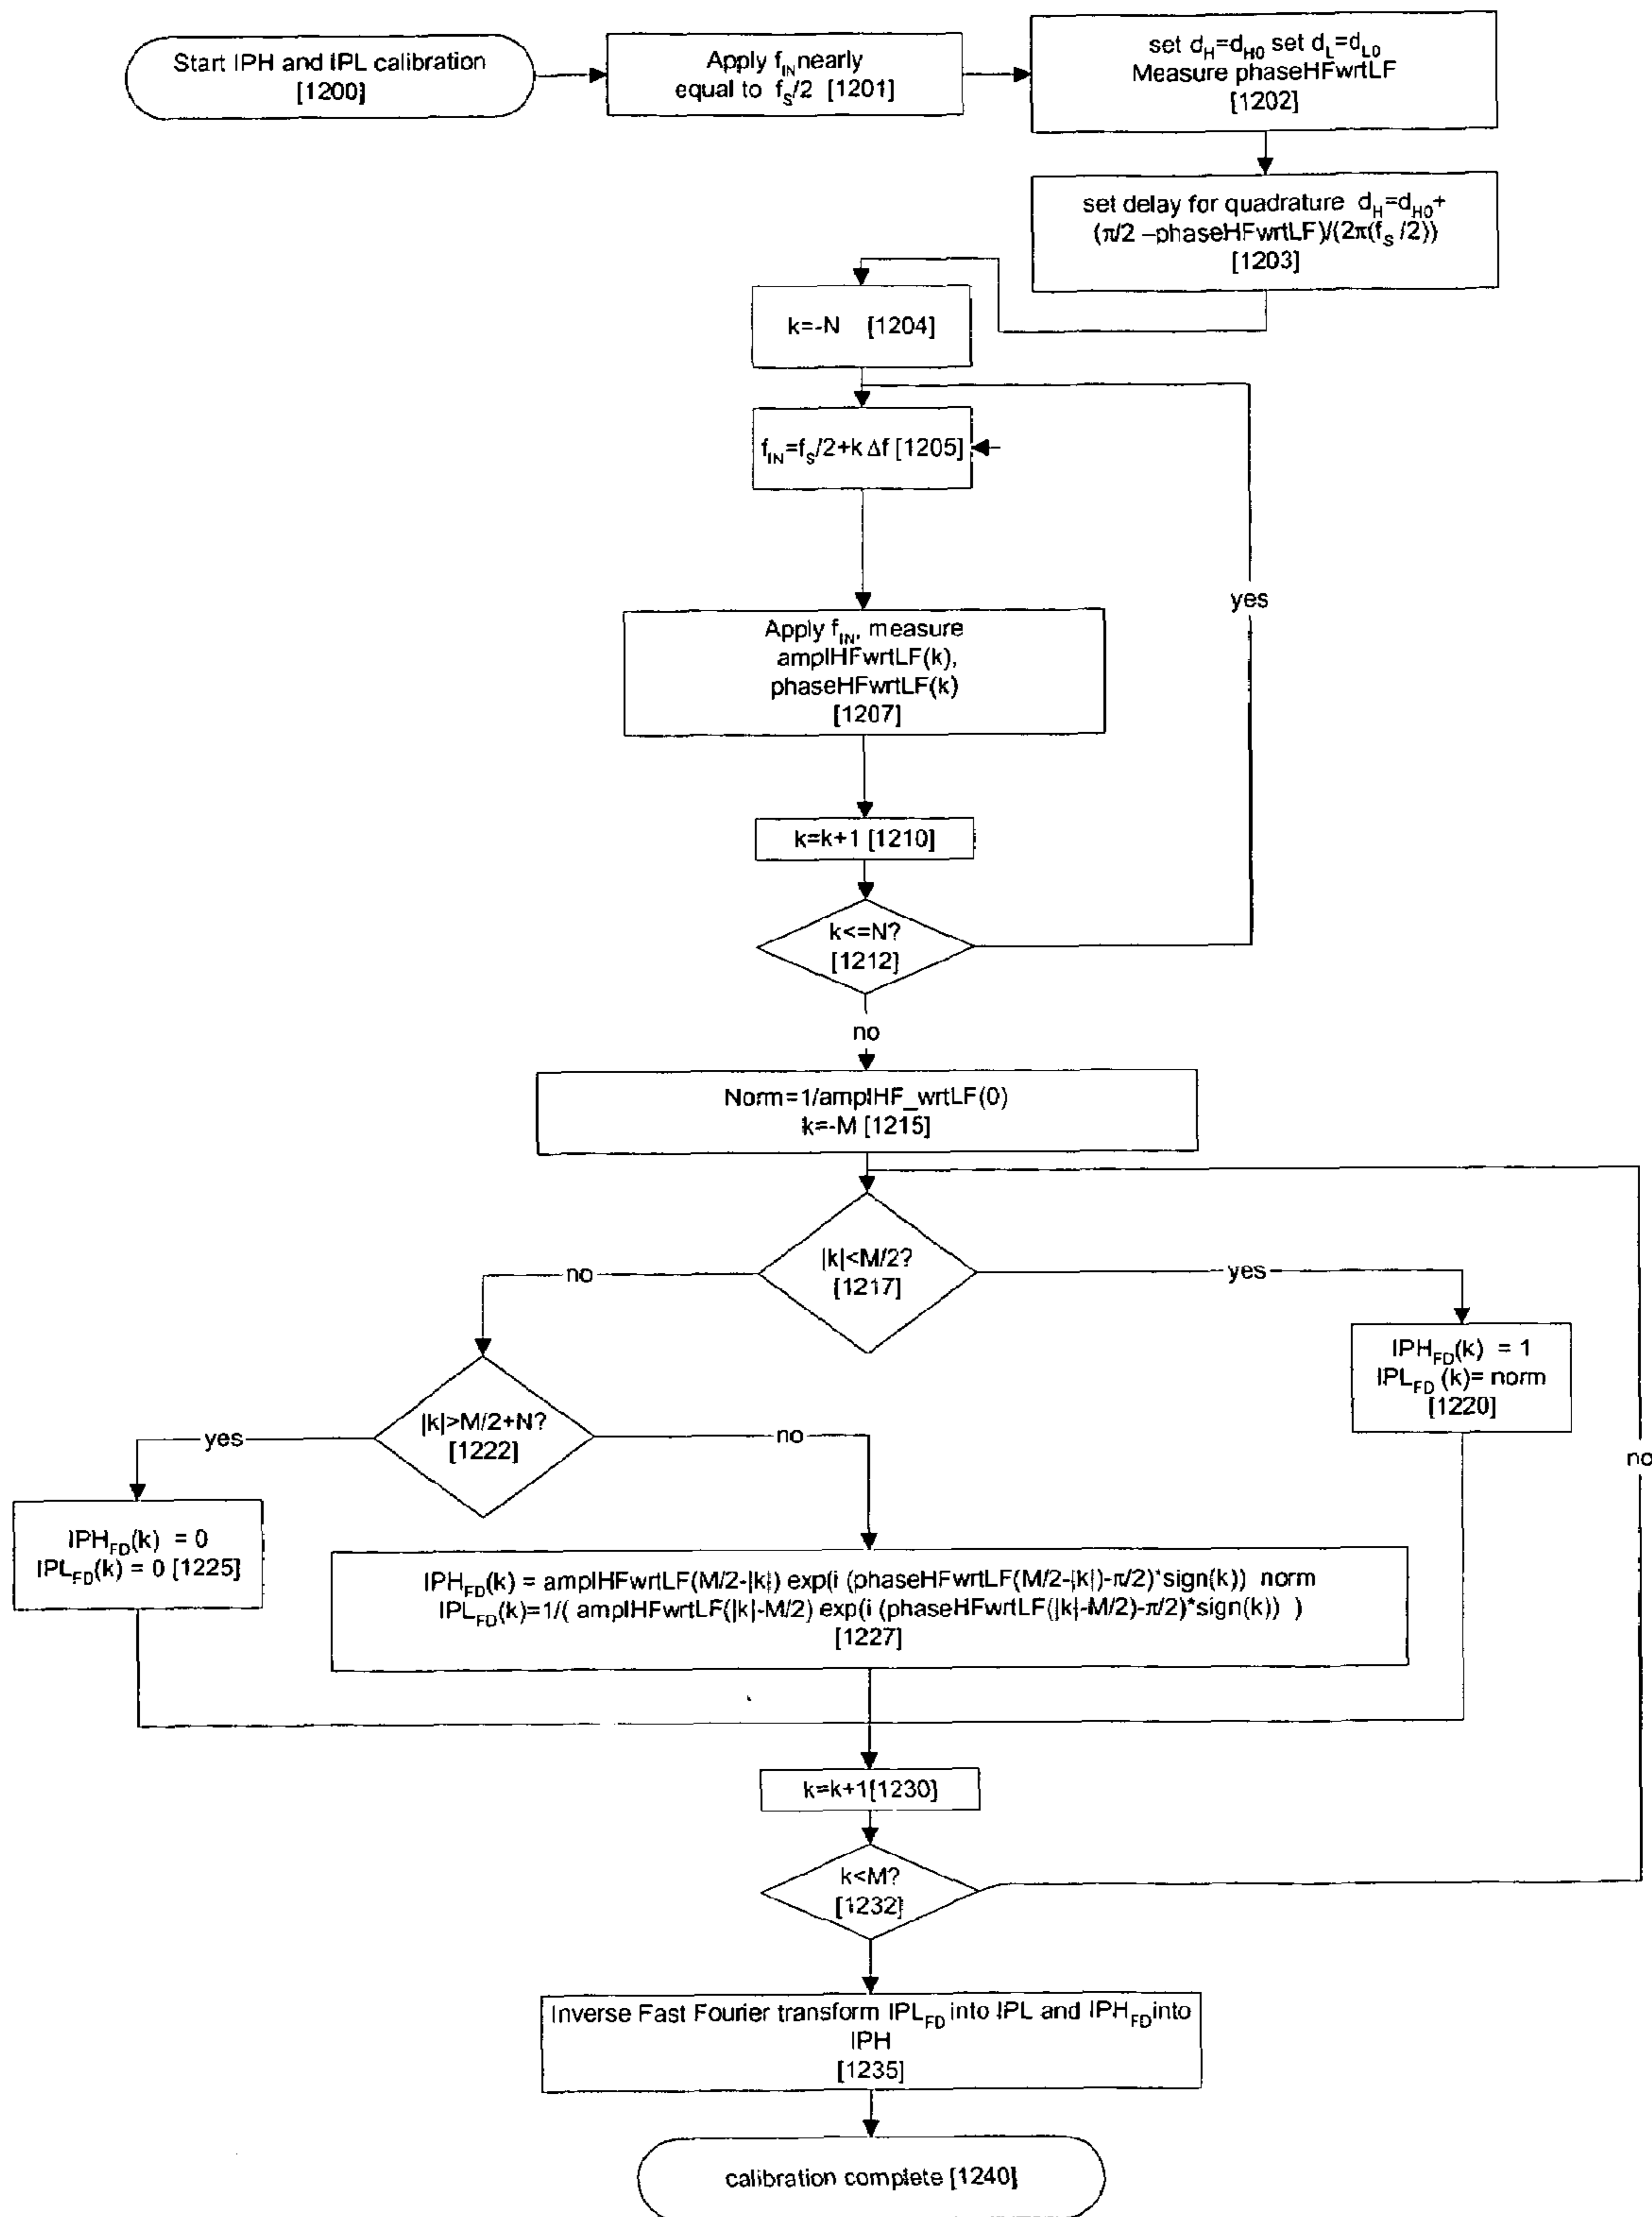 Start IPH and IPL calibration
[1200]
Apply f_IN nearly
equal to f_S/2 [1201]
set d_H=d_H0 set d_L=d_L0
Measure phaseHFwrtLF
[1202]
set delay for quadrature d_H=d_H0+
(π/2 –phaseHFwrtLF)/(2π(f_S /2))
[1203]
k=-N [1204]
f_IN=f_S/2+k Δf [1205]
yes
Apply f_IN, measure
amplHFwrtLF(k),
phaseHFwrtLF(k)
[1207]
k=k+1 [1210]
k<=N?
[1212]
no
Norm=1/amplHF_wrtLF(0)
k=-M [1215]
|k|<M/2?
[1217]
no
yes
IPH_FD(k) = 1
IPL_FD (k)= norm
[1220]
|k|>M/2+N?
[1222]
yes
no
no
IPH_FD(k) = 0
IPL_FD(k) = 0 [1225]
IPH_FD(k) = amplHFwrtLF(M/2-|k|) exp(i (phaseHFwrtLF(M/2-|k|)-π/2)*sign(k)) norm
IPL_FD(k)=1/( amplHFwrtLF(|k|-M/2) exp(i (phaseHFwrtLF(|k|-M/2)-π/2)*sign(k)) )
[1227]
k=k+1[1230]
k<M?
[1232]
Inverse Fast Fourier transform IPL_FD into IPL and IPH_FD into
IPH
[1235]
calibration complete [1240]